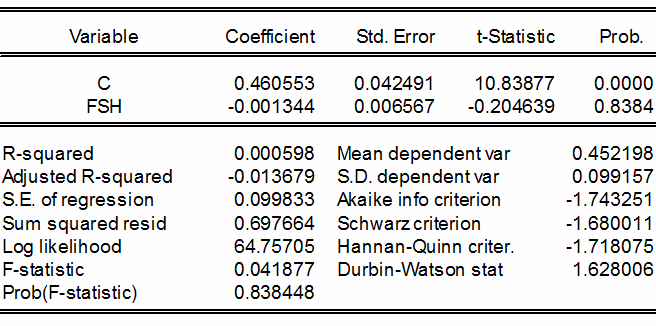 Variable Coefficient Std. Error t-Statistic Prob.
C 0.460553 0.042491 10.83877 0.0000
FSH -0.001344 0.006567 -0.204639 0.8384
R-squared 0.000598 Mean dependent var 0.452198
Adjusted R-squared -0.013679 S.D. dependent var 0.099157
S.E. of regression 0.099833 Akaike info criterion -1.743251
Sum squared resid 0.697664 Schwarz criterion -1.680011
Log likelihood 64.75705 Hannan-Quinn criter. -1.718075
F-statistic 0.041877 Durbin-Watson stat 1.628006
Prob(F-statistic) 0.838448